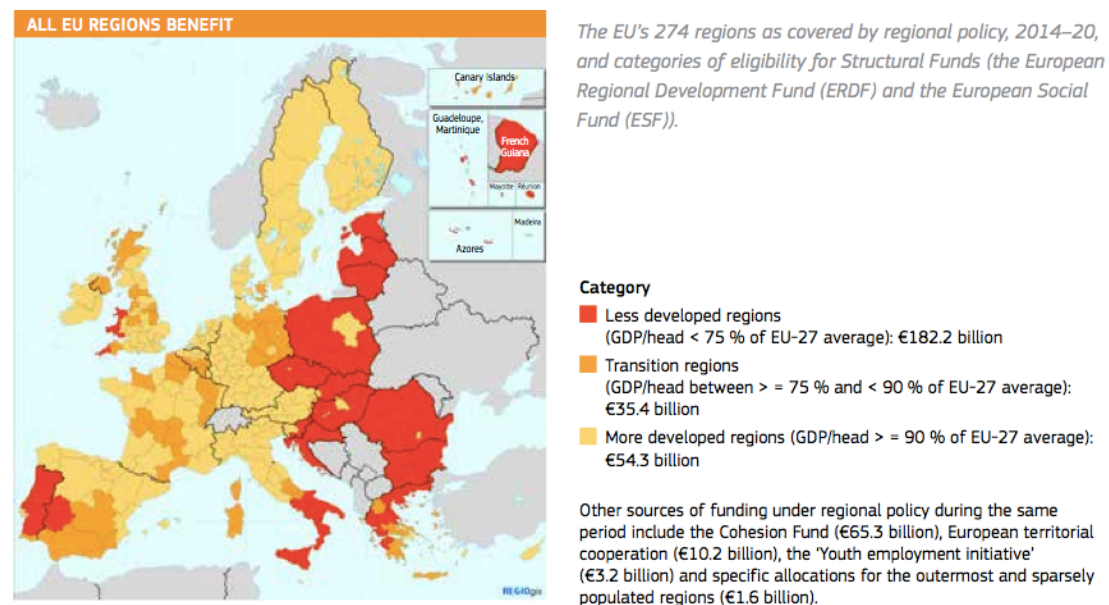 ALL EU REGIONS BENEFIT
Canary Islands
Guadeloupe,
Martinique
French
Guiana
Mayotte
Réunion
Madeira
Azores
REGIOgis
The EU's 274 regions as covered by regional policy, 2014–20,
and categories of eligibility for Structural Funds (the European
Regional Development Fund (ERDF) and the European Social
Fund (ESF)).
Category
Less developed regions
(GDP/head < 75 % of EU-27 average): €182.2 billion
Transition regions
(GDP/head between > = 75 % and < 90 % of EU-27 average):
€35.4 billion
More developed regions (GDP/head > = 90 % of EU-27 average):
€54.3 billion
Other sources of funding under regional policy during the same
period include the Cohesion Fund (€65.3 billion), European territorial
cooperation (€10.2 billion), the 'Youth employment initiative'
(€3.2 billion) and specific allocations for the outermost and sparsely
populated regions (€1.6 billion).